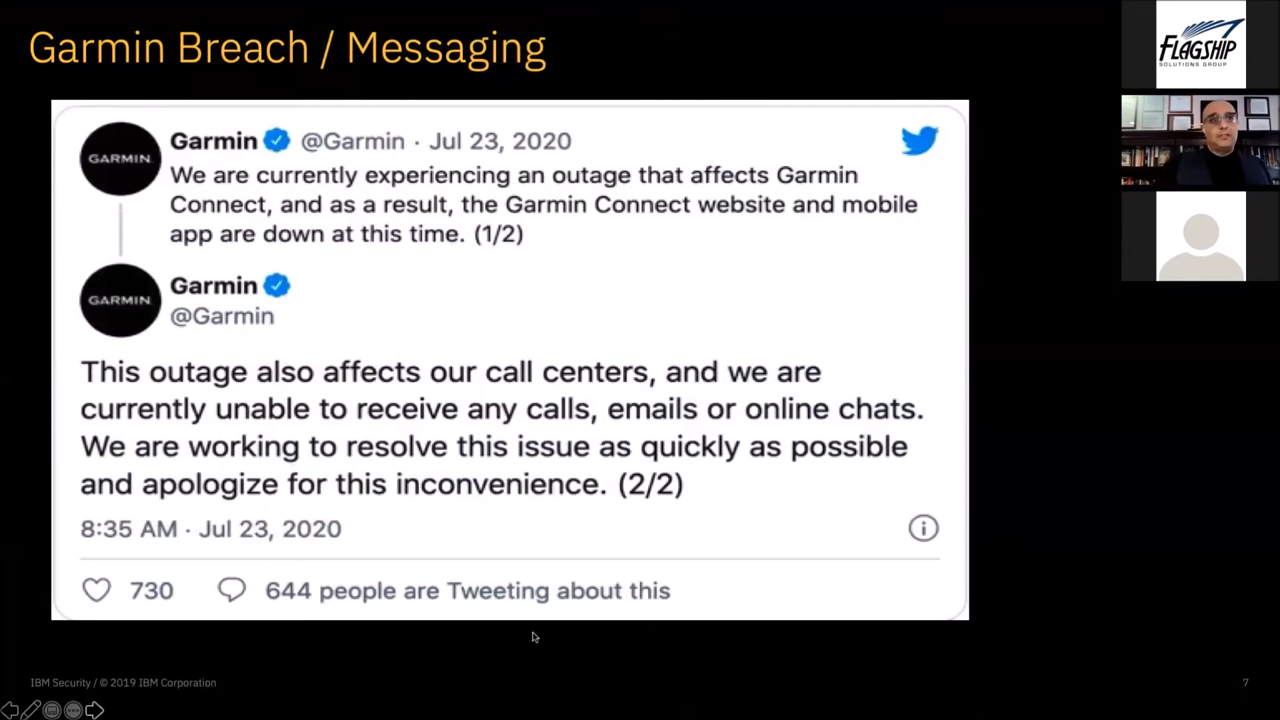 Garmin Breach / Messaging
FLAGSHIP
SOLUTIONS GROUP
GARMIN
Garmin @Garmin · Jul 23, 2020
We are currently experiencing an outage that affects Garmin
Connect, and as a result, the Garmin Connect website and mobile
app are down at this time. (1/2)
GARMIN
Garmin
@Garmin
This outage also affects our call centers, and we are
currently unable to receive any calls, emails or online chats.
We are working to resolve this issue as quickly as possible
and apologize for this inconvenience. (2/2)
8:35 AM · Jul 23, 2020
730 644 people are Tweeting about this
IBM Security / © 2019 IBM Corporation
7